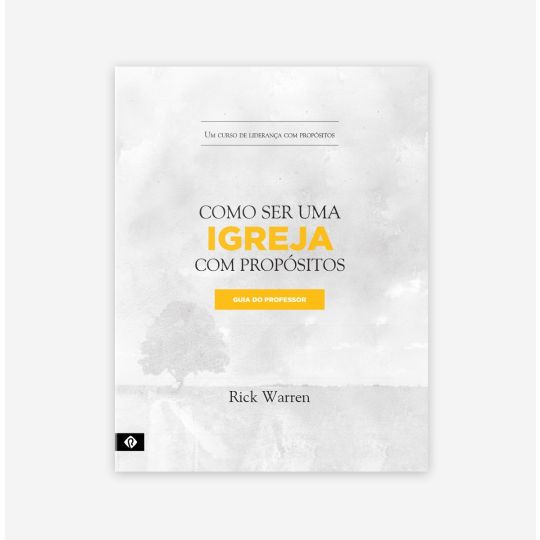 UM CURSO DE LIDERANÇA COM PROPÓSITOS
COMO SER UMA
IGREJA
COM PROPÓSITOS
GUIA DO PROFESSOR
Rick Warren